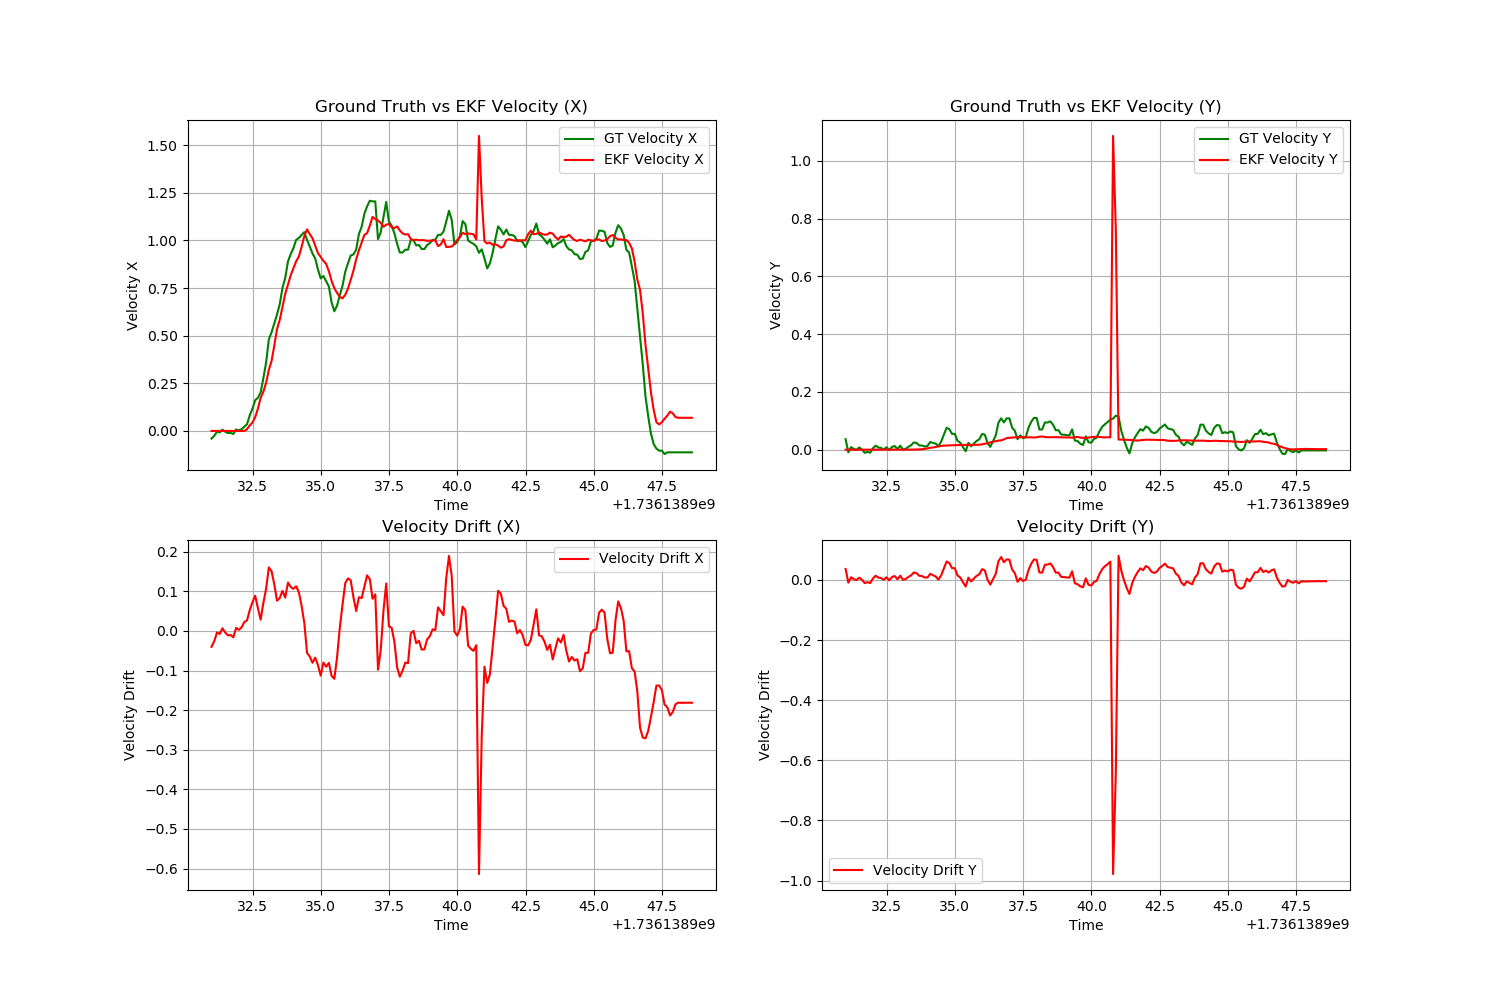 Ground Truth vs EKF Velocity (X)
GT Velocity X
EKF Velocity X
1.50
1.25
1.00
0.75
0.50
0.25
0.00
Velocity X
32.5 35.0 37.5 40.0 42.5 45.0 47.5
Time
+1.7361389e9
Ground Truth vs EKF Velocity (Y)
GT Velocity Y
EKF Velocity Y
1.0
0.8
0.6
0.4
0.2
0.0
Velocity Y
32.5 35.0 37.5 40.0 42.5 45.0 47.5
Time
+1.7361389e9
Velocity Drift (X)
Velocity Drift X
0.2
0.1
0.0
−0.1
−0.2
−0.3
−0.4
−0.5
−0.6
Velocity Drift
32.5 35.0 37.5 40.0 42.5 45.0 47.5
Time
+1.7361389e9
Velocity Drift (Y)
0.0
−0.2
−0.4
−0.6
−0.8
−1.0
Velocity Drift
Velocity Drift Y
32.5 35.0 37.5 40.0 42.5 45.0 47.5
Time
+1.7361389e9